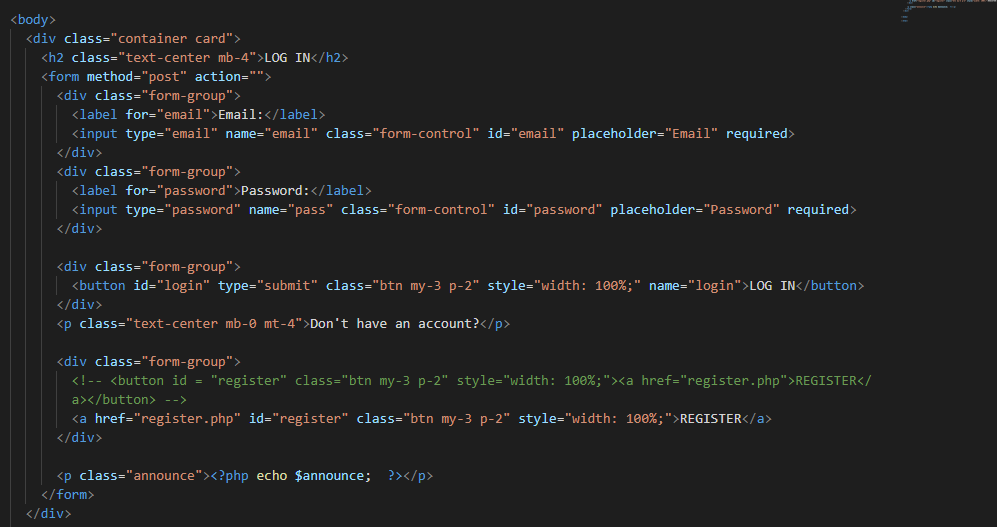 <body>
<div class="container card">
<h2 class="text-center mb-4">LOG IN</h2>
<form method="post" action="">
<div class="form-group">
<label for="email">Email:</label>
<input type="email" name="email" class="form-control" id="email" placeholder="Email" required>
</div>
<div class="form-group">
<label for="password">Password:</label>
<input type="password" name="pass" class="form-control" id="password" placeholder="Password" required>
</div>
<div class="form-group">
<button id="login" type="submit" class="btn my-3 p-2" style="width: 100%;" name="login">LOG IN</button>
</div>
<p class="text-center mb-0 mt-4">Don't have an account?</p>
<div class="form-group">
<!-- <button id = "register" class="btn my-3 p-2" style="width: 100%;"><a href="register.php">REGISTER</
a></button> -->
<a href="register.php" id="register" class="btn my-3 p-2" style="width: 100%;">REGISTER</a>
</div>
<p class="announce"><?php echo $announce;  ?></p>
</form>
</div>